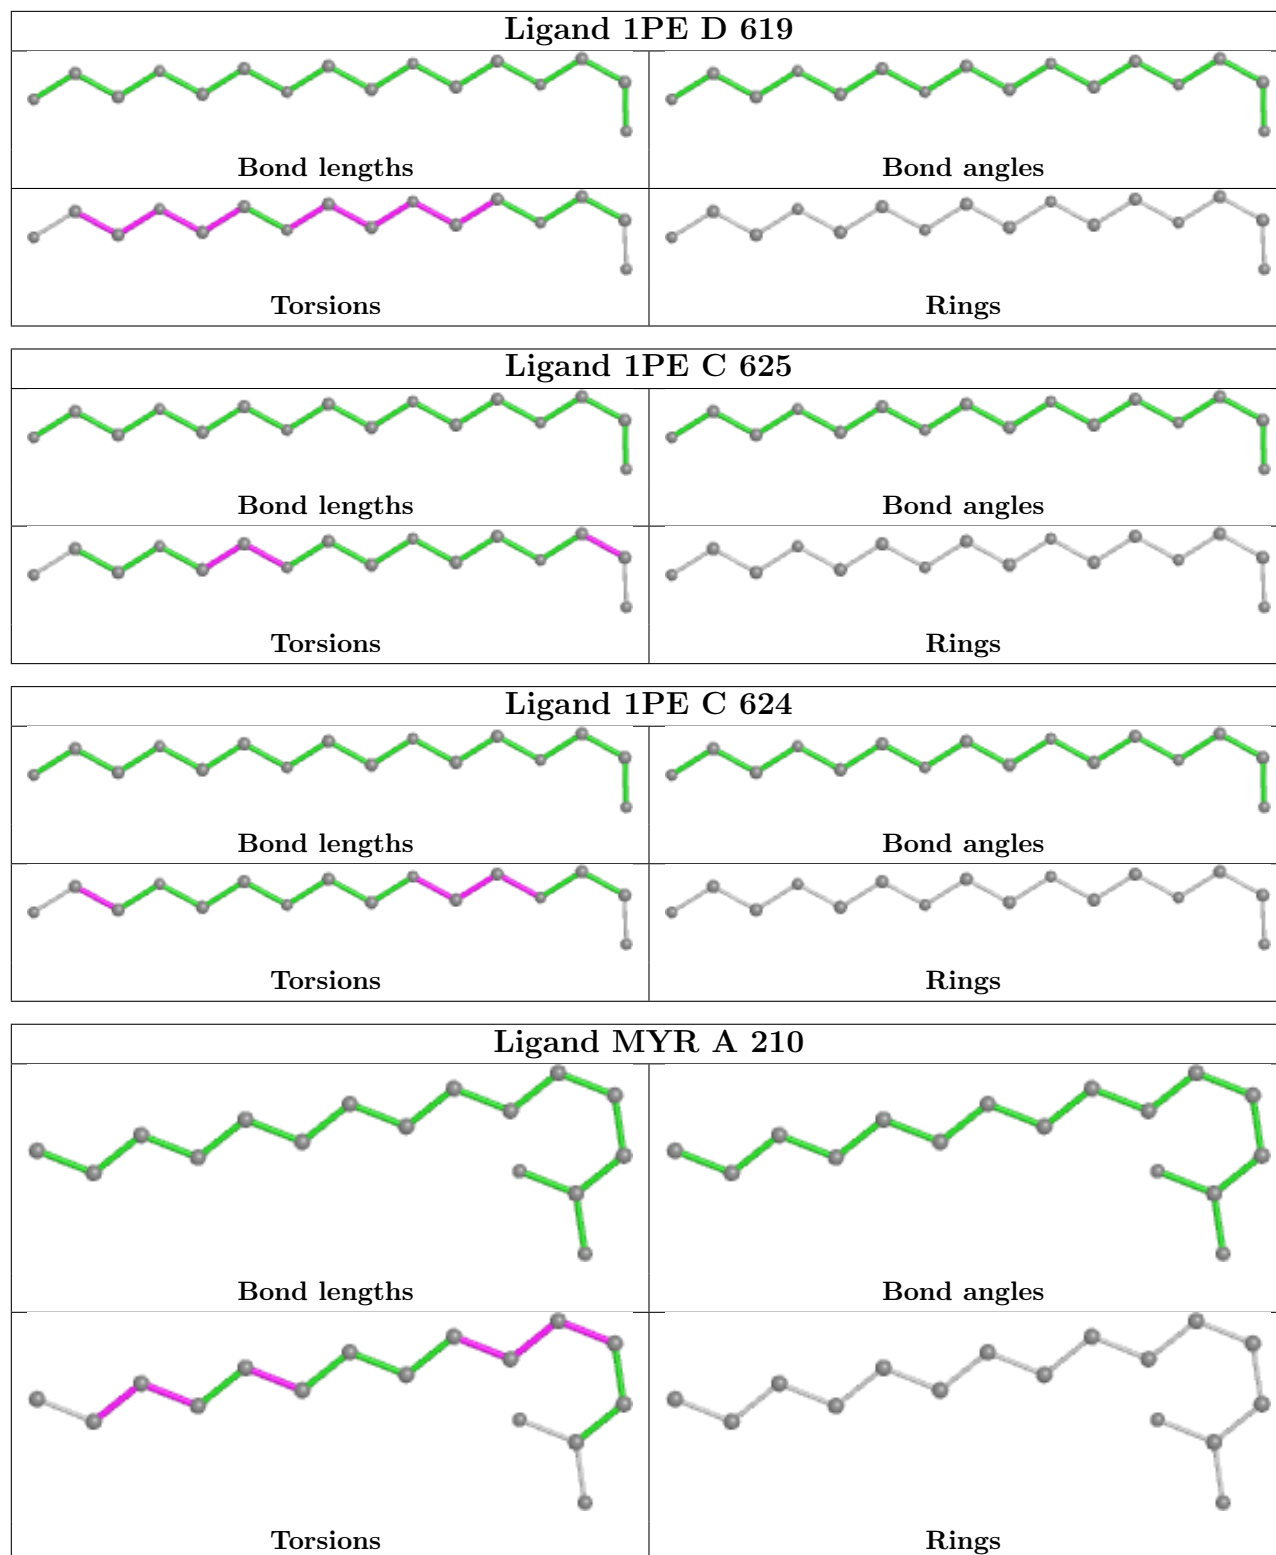 Ligand 1PE D 619
Bond lengths
Bond angles
Torsions
Rings
Ligand 1PE C 625
Bond lengths
Bond angles
Torsions
Rings
Ligand 1PE C 624
Bond lengths
Bond angles
Torsions
Rings
Ligand MYR A 210
Bond lengths
Bond angles
Torsions
Rings